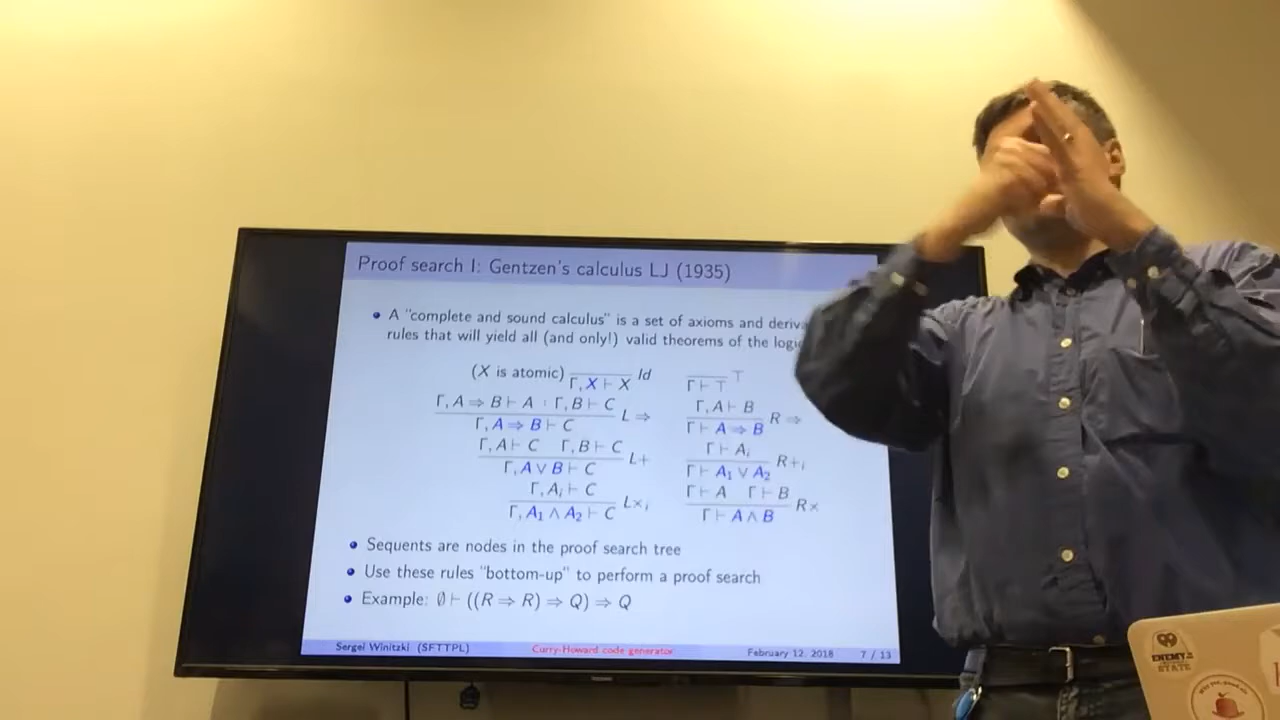 Proof search I: Gentzen's calculus LJ (1935)
• A "complete and sound calculus" is a set of axioms and
rules that will yield all (and only!) valid theorems of the
(X is atomic) ‾Γ, X ⊢ X Id    ‾Γ ⊢ ⊤ ⊤
Γ, A ⇒ B ⊢ A   Γ, B ⊢ C    Γ, A ⊢ B
Γ, A ⇒ B ⊢ C L ⇒    Γ ⊢ A ⇒ B R ⇒
Γ, A ⊢ C   Γ, B ⊢ C    Γ ⊢ Aᵢ
Γ, A ∨ B ⊢ C L+    Γ ⊢ A₁ ∨ A₂ R+ᵢ
Γ, Aᵢ ⊢ C    Γ ⊢ A   Γ ⊢ B
Γ, A₁ ∧ A₂ ⊢ C L×ᵢ    Γ ⊢ A ∧ B R×
• Sequents are nodes in the proof search tree
• Use these rules "bottom-up" to perform a proof search
• Example: ∅ ⊢ ((R ⇒ R) ⇒ Q) ⇒ Q
Sergei Winitzki (SFTTPL)    Curry-Howard code generator    February 12, 2018    7 / 13
ENEMY
STATE